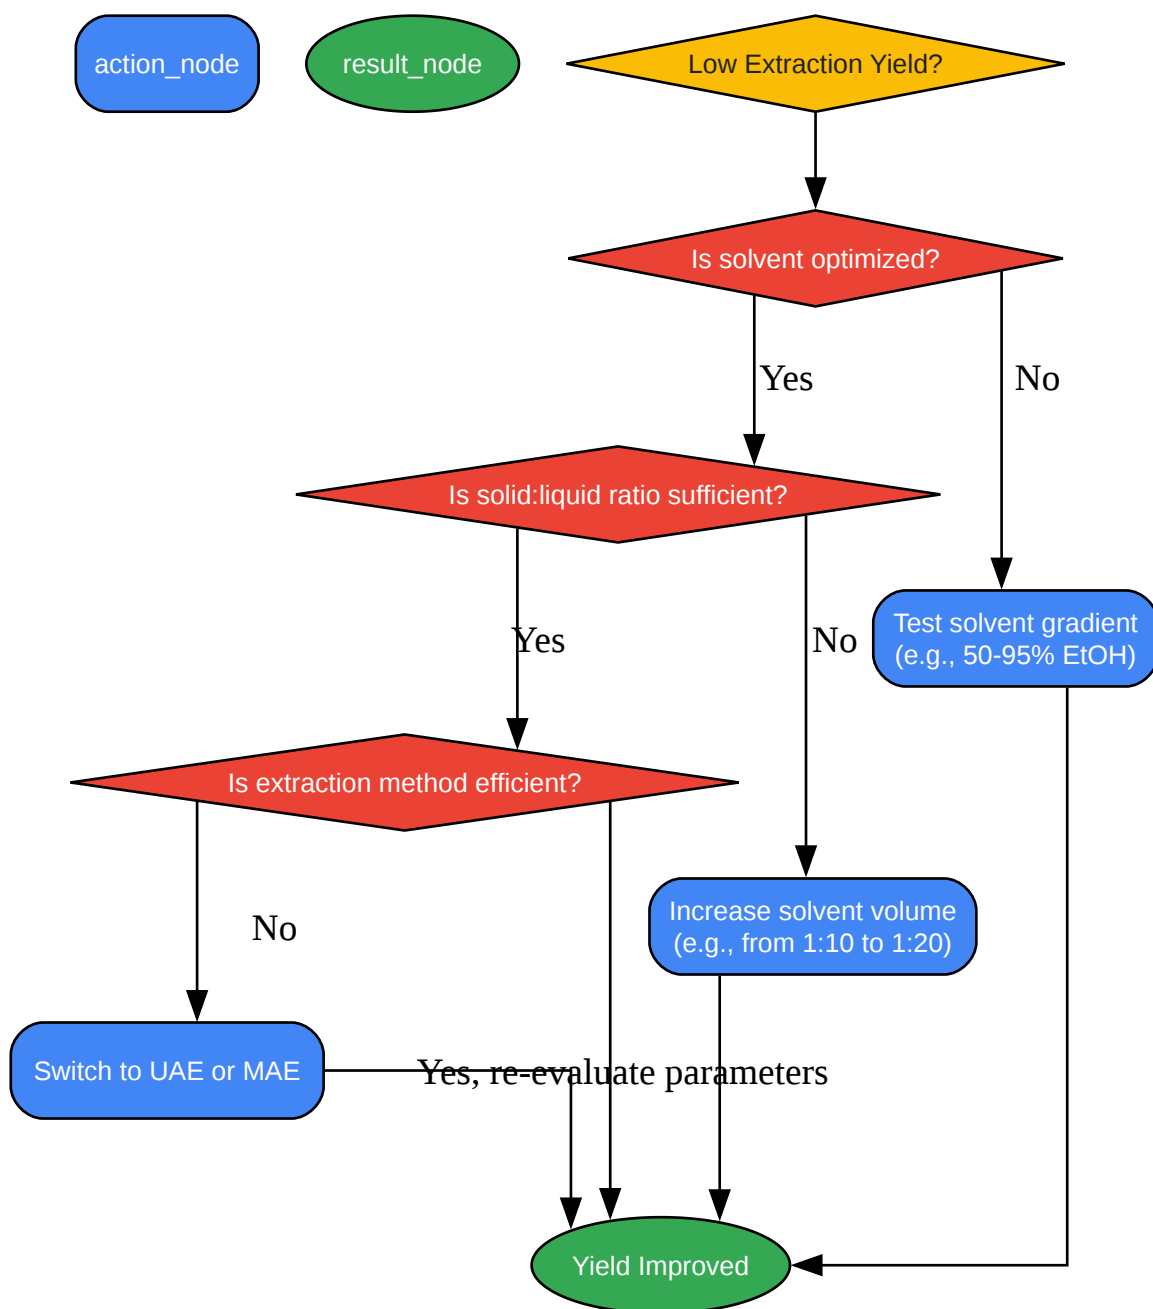 action_node
result_node
Low Extraction Yield?
Is solvent optimized?
Yes
No
Is solid:liquid ratio sufficient?
Test solvent gradient
(e.g., 50-95% EtOH)
Yes
No
Is extraction method efficient?
Increase solvent volume
(e.g., from 1:10 to 1:20)
No
Switch to UAE or MAE
Yes, re-evaluate parameters
Yield Improved